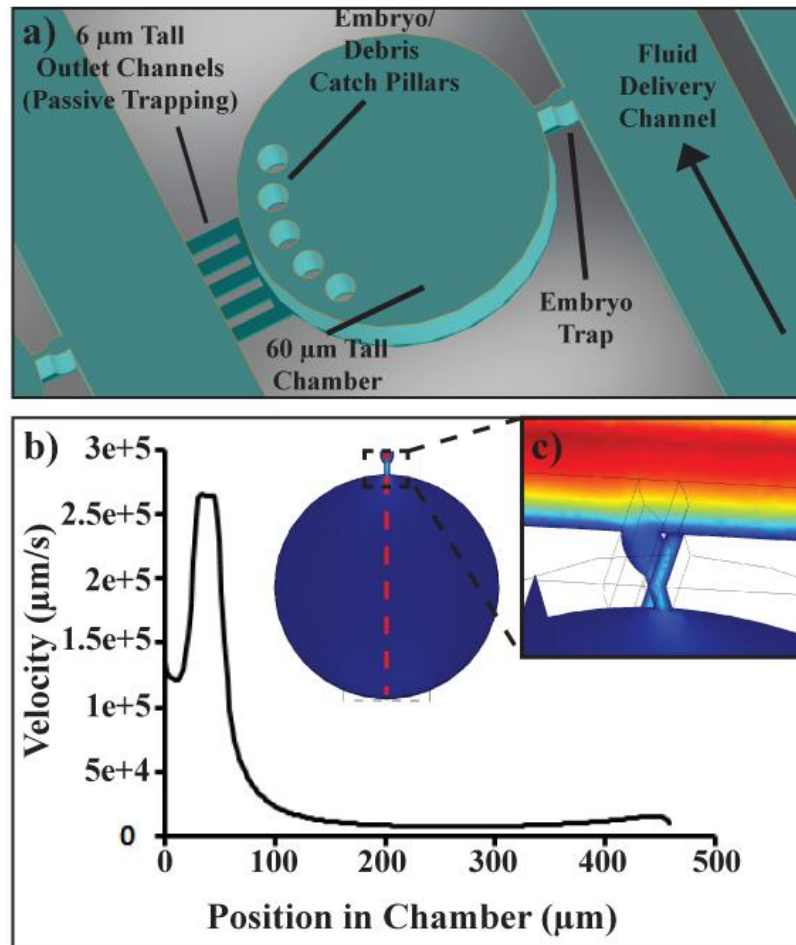 a)
6 μm Tall
Outlet Channels
(Passive Trapping)
Embryo/
Debris
Catch Pillars
Fluid
Delivery
Channel
Embryo
Trap
60 μm Tall
Chamber
b)
c)
3e+5
2.5e+5
2e+5
1.5e+5
1e+5
5e+4
0
Velocity (μm/s)
0 100 200 300 400 500
Position in Chamber (μm)